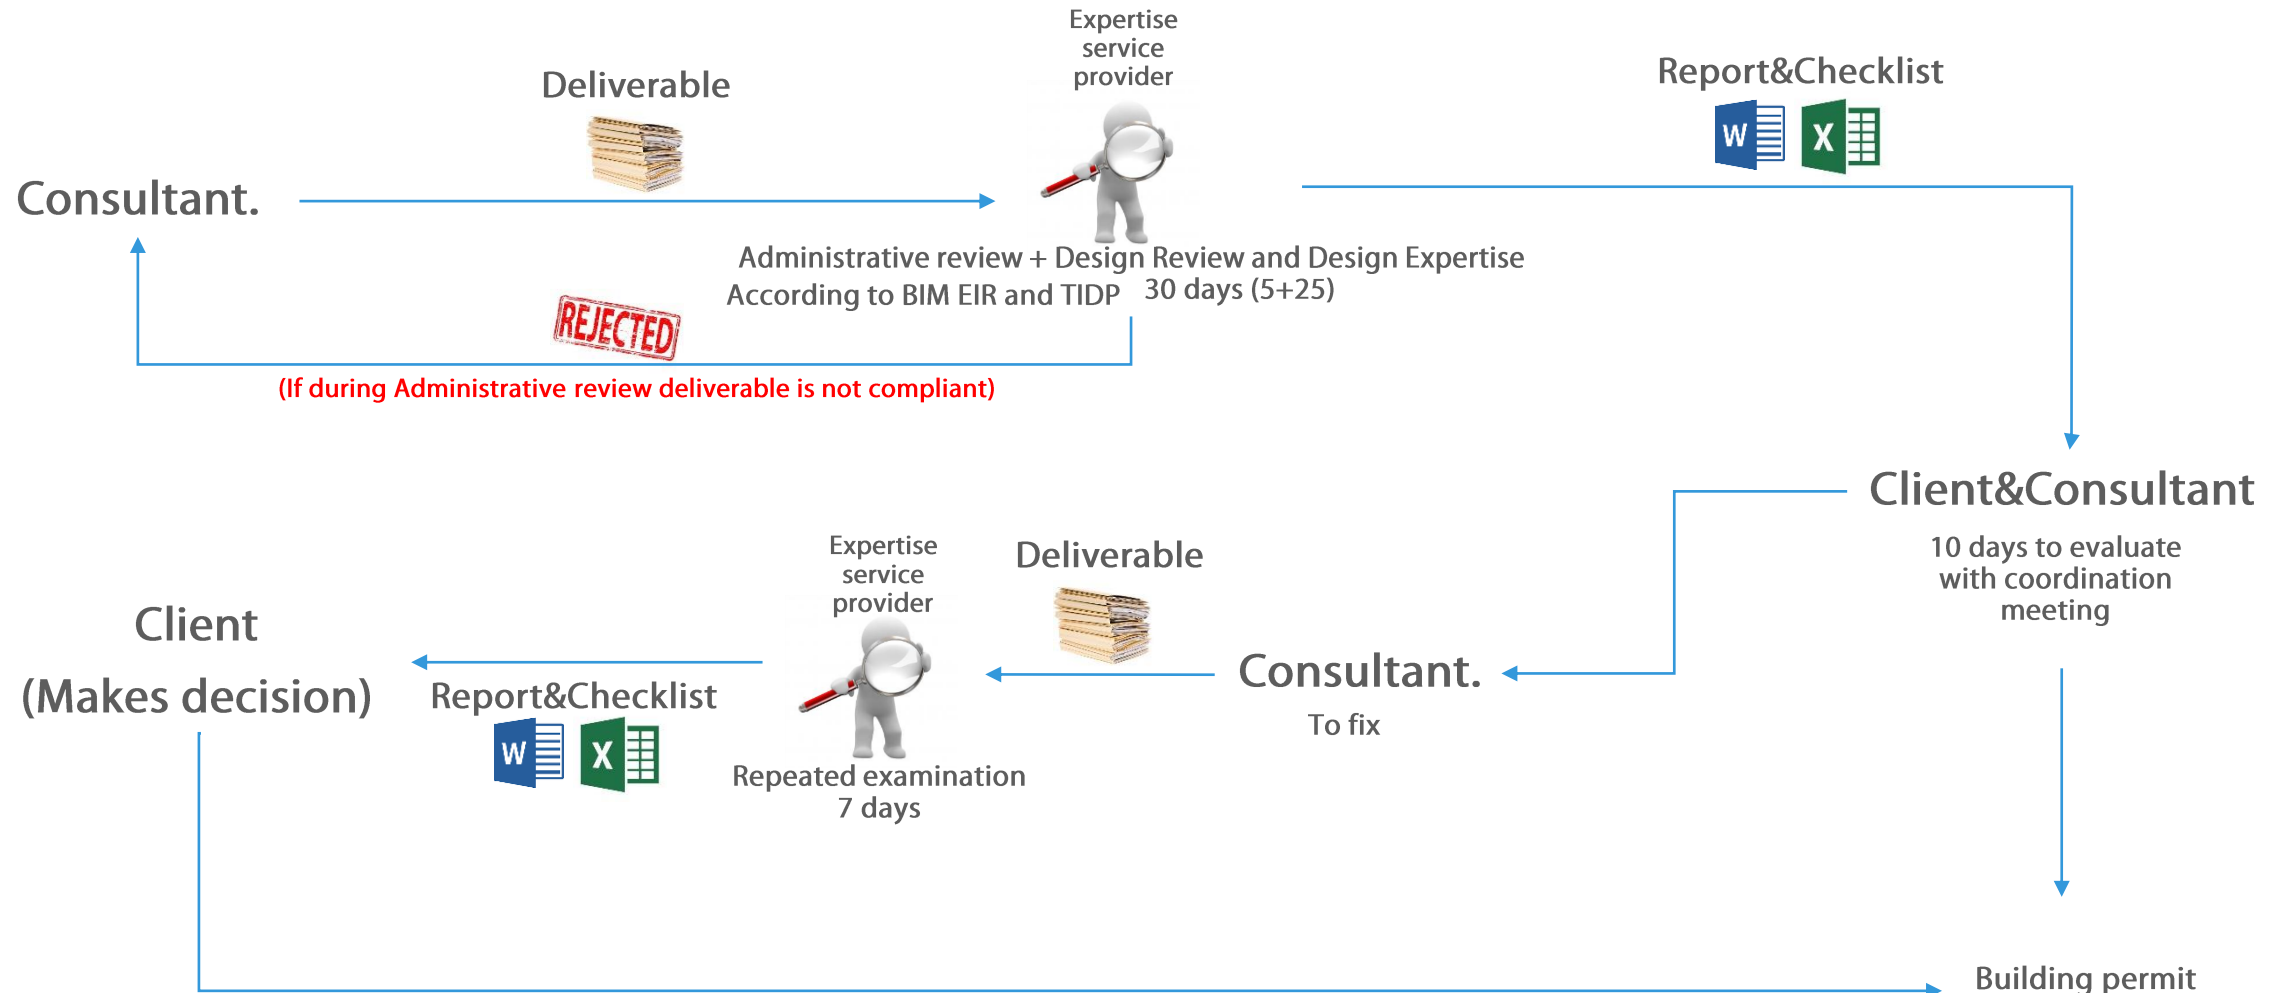 Expertise
service
provider
Deliverable
Report&Checklist
W
X
Consultant.
Administrative review + Design Review and Design Expertise
According to BIM EIR and TIDP 30 days (5+25)
REJECTED
(If during Administrative review deliverable is not compliant)
Client&Consultant
10 days to evaluate
with coordination
meeting
Expertise
service
provider
Deliverable
Client
(Makes decision)
Report&Checklist
W
X
Consultant.
To fix
Repeated examination
7 days
Building permit